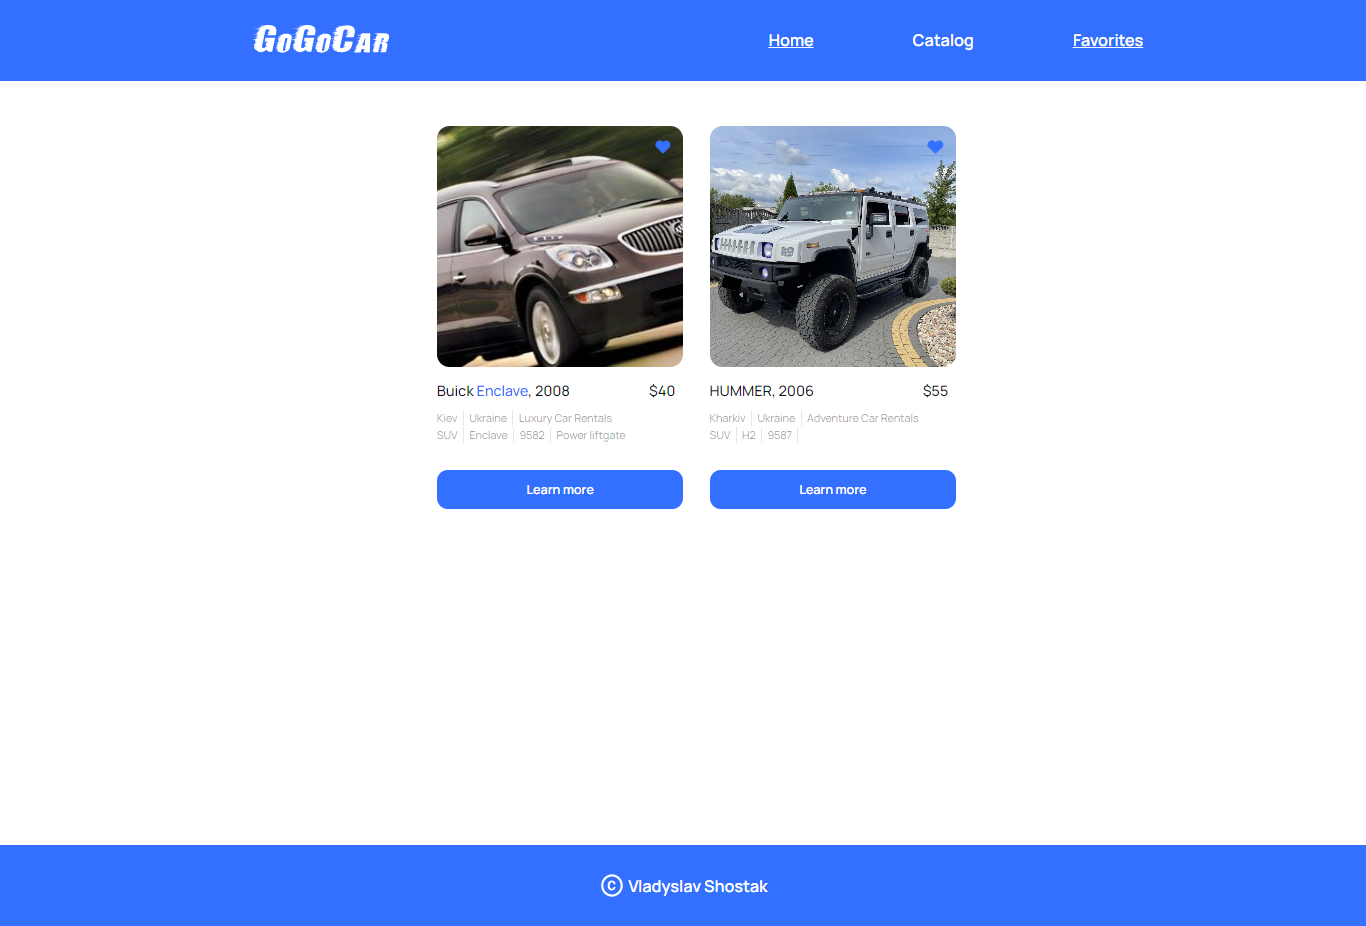 GoGoCar
Home
Catalog
Favorites
Buick Enclave, 2008
$40
Kiev
Ukraine
Luxury Car Rentals
SUV
Enclave
9582
Power liftgate
Learn more
HUMMER, 2006
$55
Kharkiv
Ukraine
Adventure Car Rentals
SUV
H2
9587
Learn more
© Vladyslav Shostak